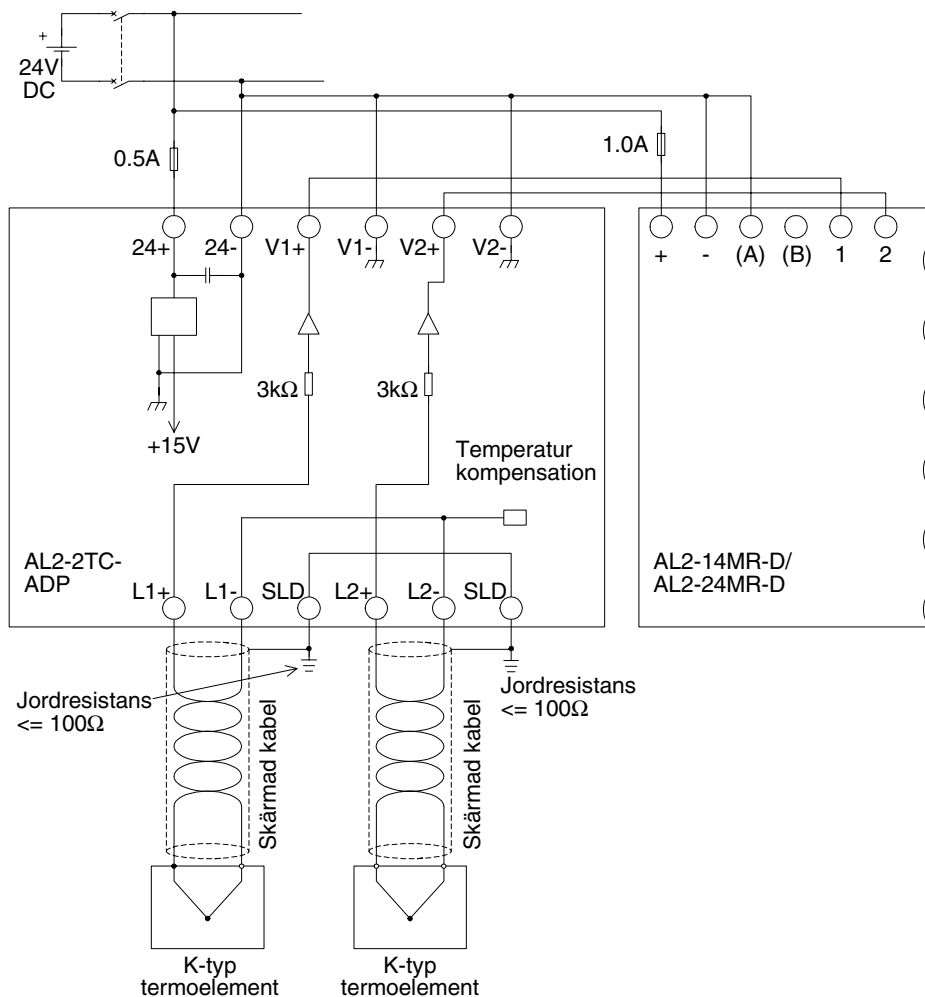 +
24V
DC
0.5A
1.0A
24+ 24- V1+ V1- V2+ V2-
+ - (A) (B) 1 2
3kΩ 3kΩ
+15V
Temperatur
kompensation
AL2-2TC-
ADP
AL2-14MR-D/
AL2-24MR-D
L1+ L1- SLD L2+ L2- SLD
Jordresistans
<= 100Ω
Skärmad kabel
Skärmad kabel
Jordresistans
<= 100Ω
K-typ
termoelement
K-typ
termoelement